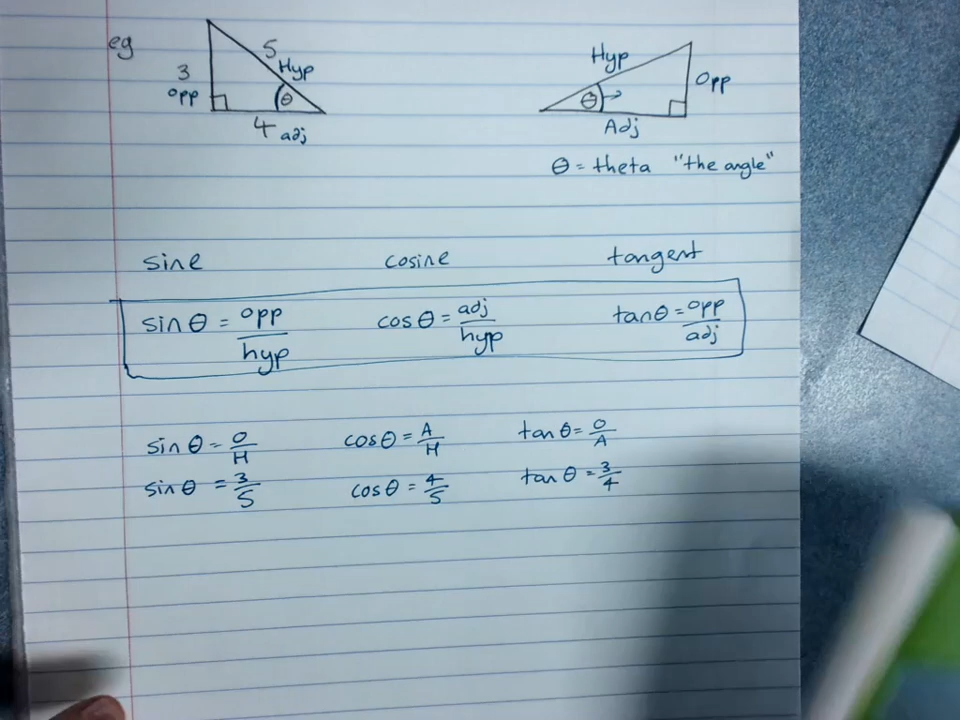 eg
5
Hyp
3
opp
θ
4 adj
Hyp
Opp
θ
Adj
θ = theta "the angle"
sine cosine tangent
sin θ = opp/hyp cos θ = adj/hyp tan θ = opp/adj
sin θ = O/H cos θ = A/H tan θ = O/A
sin θ = 3/5 cos θ = 4/5 tan θ = 3/4